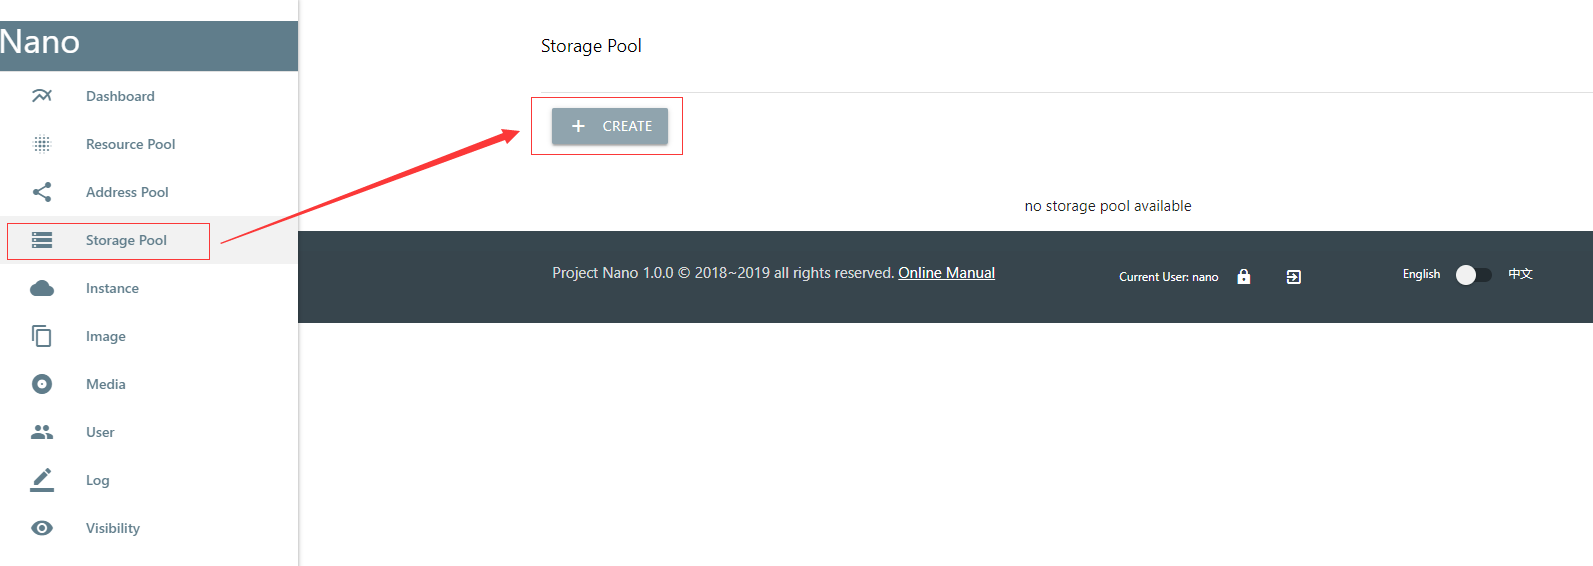 Nano
Dashboard
Resource Pool
Address Pool
Storage Pool
Instance
Image
Media
User
Log
Visibility
Storage Pool
CREATE
no storage pool available
Project Nano 1.0.0 © 2018~2019 all rights reserved. Online Manual
Current User: nano
English 中文